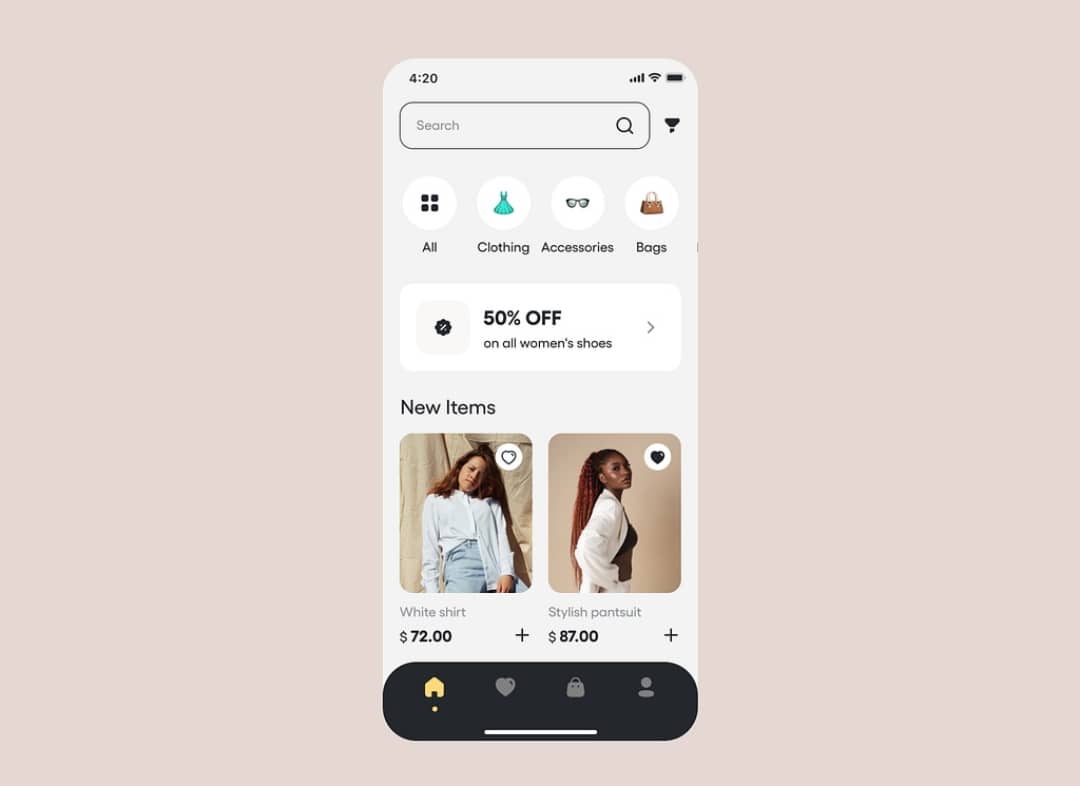 4:20
Search
All Clothing Accessories Bags
50% OFF
on all women's shoes
New Items
White shirt Stylish pantsuit
$ 72.00 + $ 87.00 +